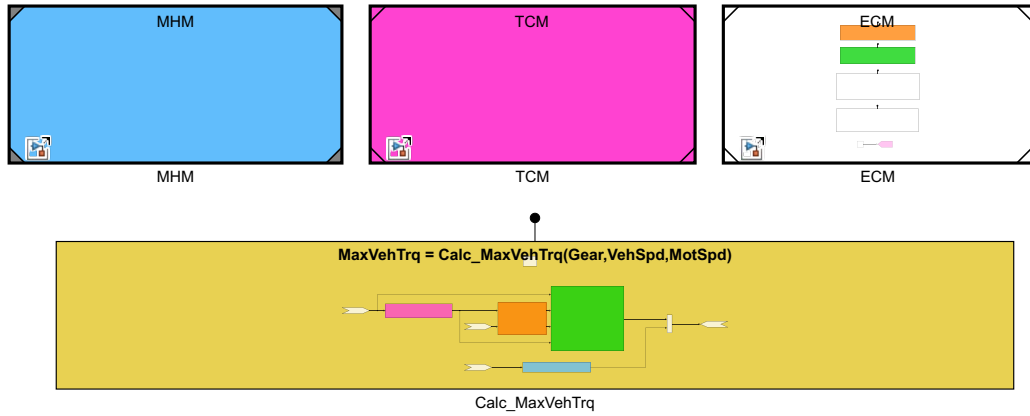 MHM
TCM
ECM
MHM
TCM
ECM
MaxVehTrq = Calc_MaxVehTrq(Gear,VehSpd,MotSpd)
Calc_MaxVehTrq